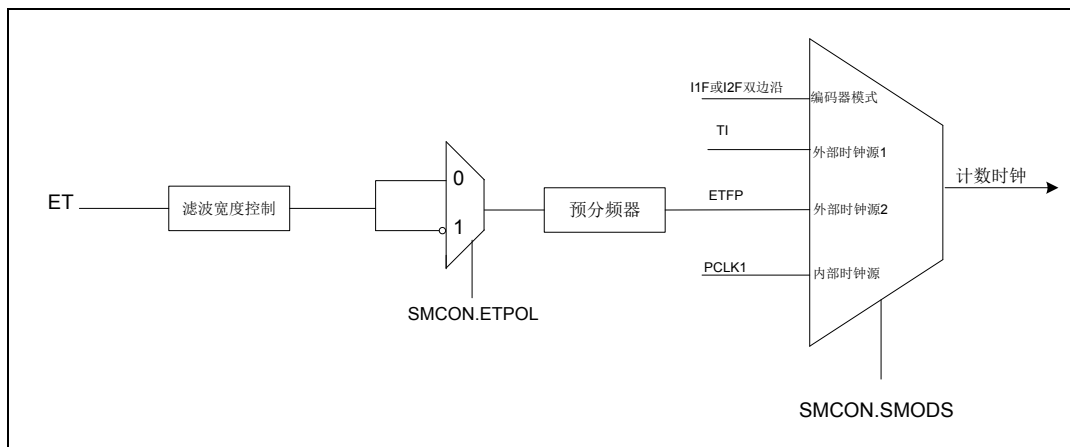 I1F或I2F双边沿
编码器模式
TI
外部时钟源1
计数时钟
ET
滤波宽度控制
0
1
预分频器
ETFP
外部时钟源2
PCLK1
内部时钟源
SMCON.ETPOL
SMCON.SMODS